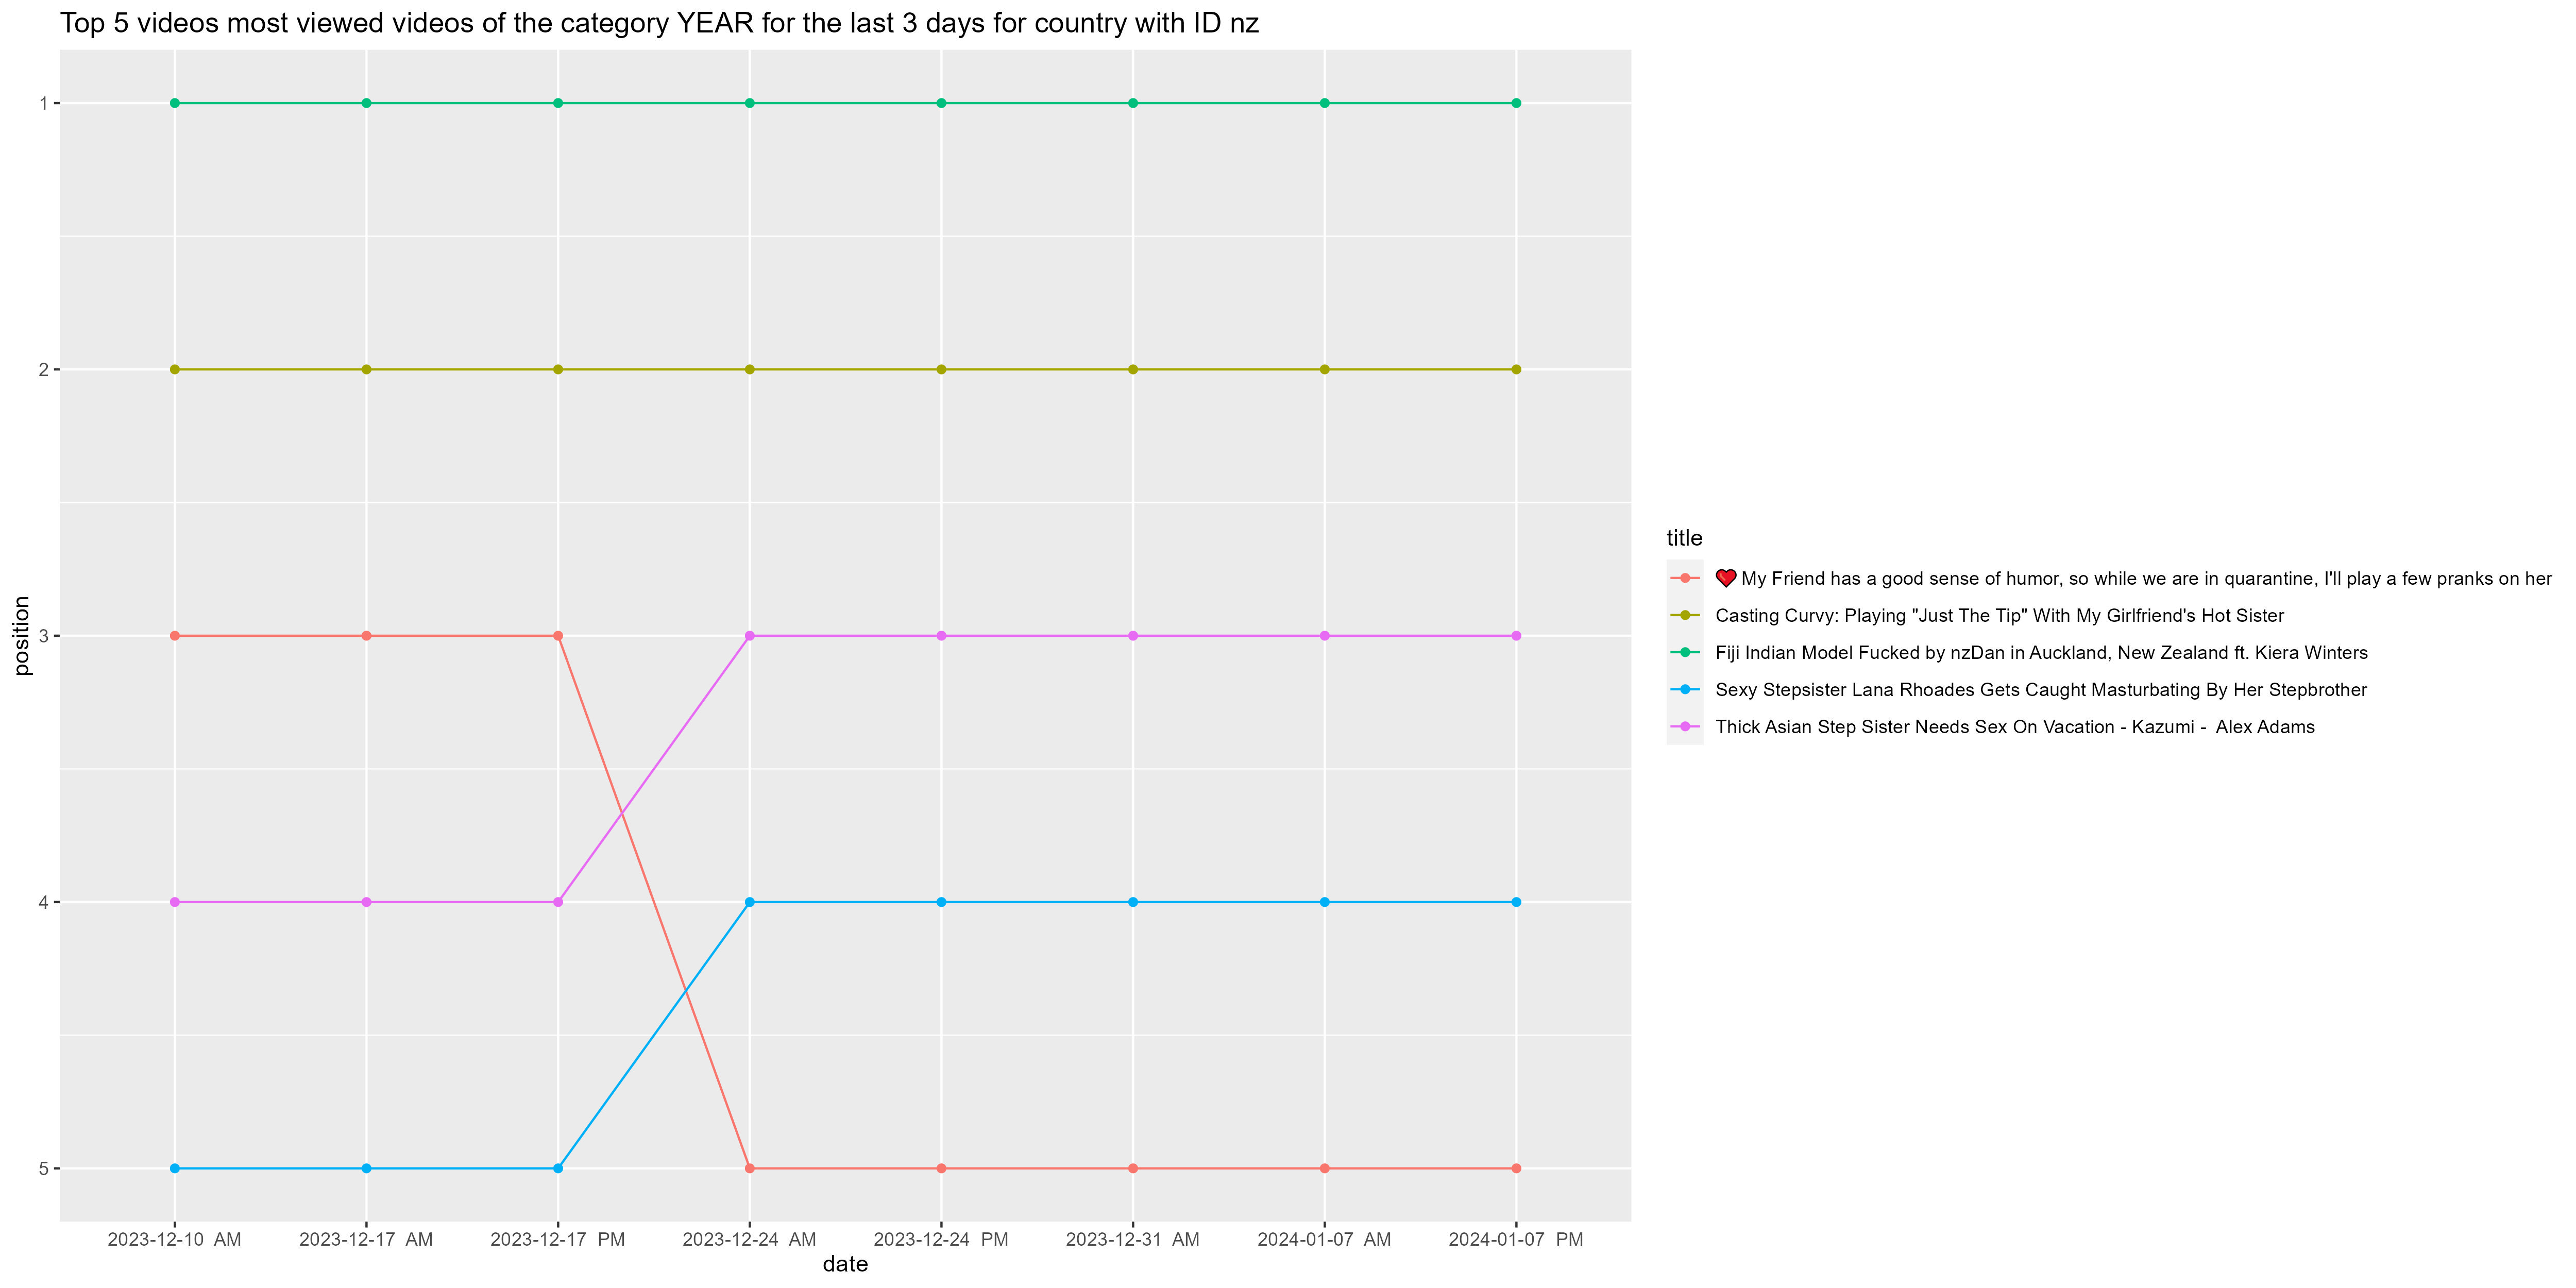 Top 5 videos most viewed videos of the category YEAR for the last 3 days for country with ID nz
position
1
2
3
4
5
2023-12-10 AM
2023-12-17 AM
2023-12-17 PM
2023-12-24 AM
2023-12-24 PM
2023-12-31 AM
2024-01-07 AM
2024-01-07 PM
date
title
❤️ My Friend has a good sense of humor, so while we are in quarantine, I'll play a few pranks on her
Casting Curvy: Playing "Just The Tip" With My Girlfriend's Hot Sister
Fiji Indian Model Fucked by nzDan in Auckland, New Zealand ft. Kiera Winters
Sexy Stepsister Lana Rhoades Gets Caught Masturbating By Her Stepbrother
Thick Asian Step Sister Needs Sex On Vacation - Kazumi -  Alex Adams